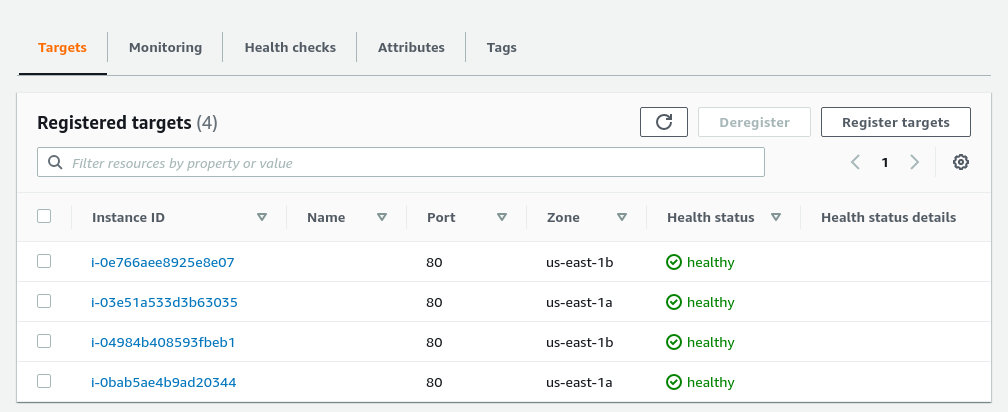 Targets Monitoring Health checks Attributes Tags
Registered targets (4) Deregister Register targets
Filter resources by property or value 1
Instance ID Name Port Zone Health status Health status details
i-0e766aee8925e8e07 80 us-east-1b healthy
i-03e51a533d3b63035 80 us-east-1a healthy
i-04984b408593fbeb1 80 us-east-1b healthy
i-0bab5ae4b9ad20344 80 us-east-1a healthy